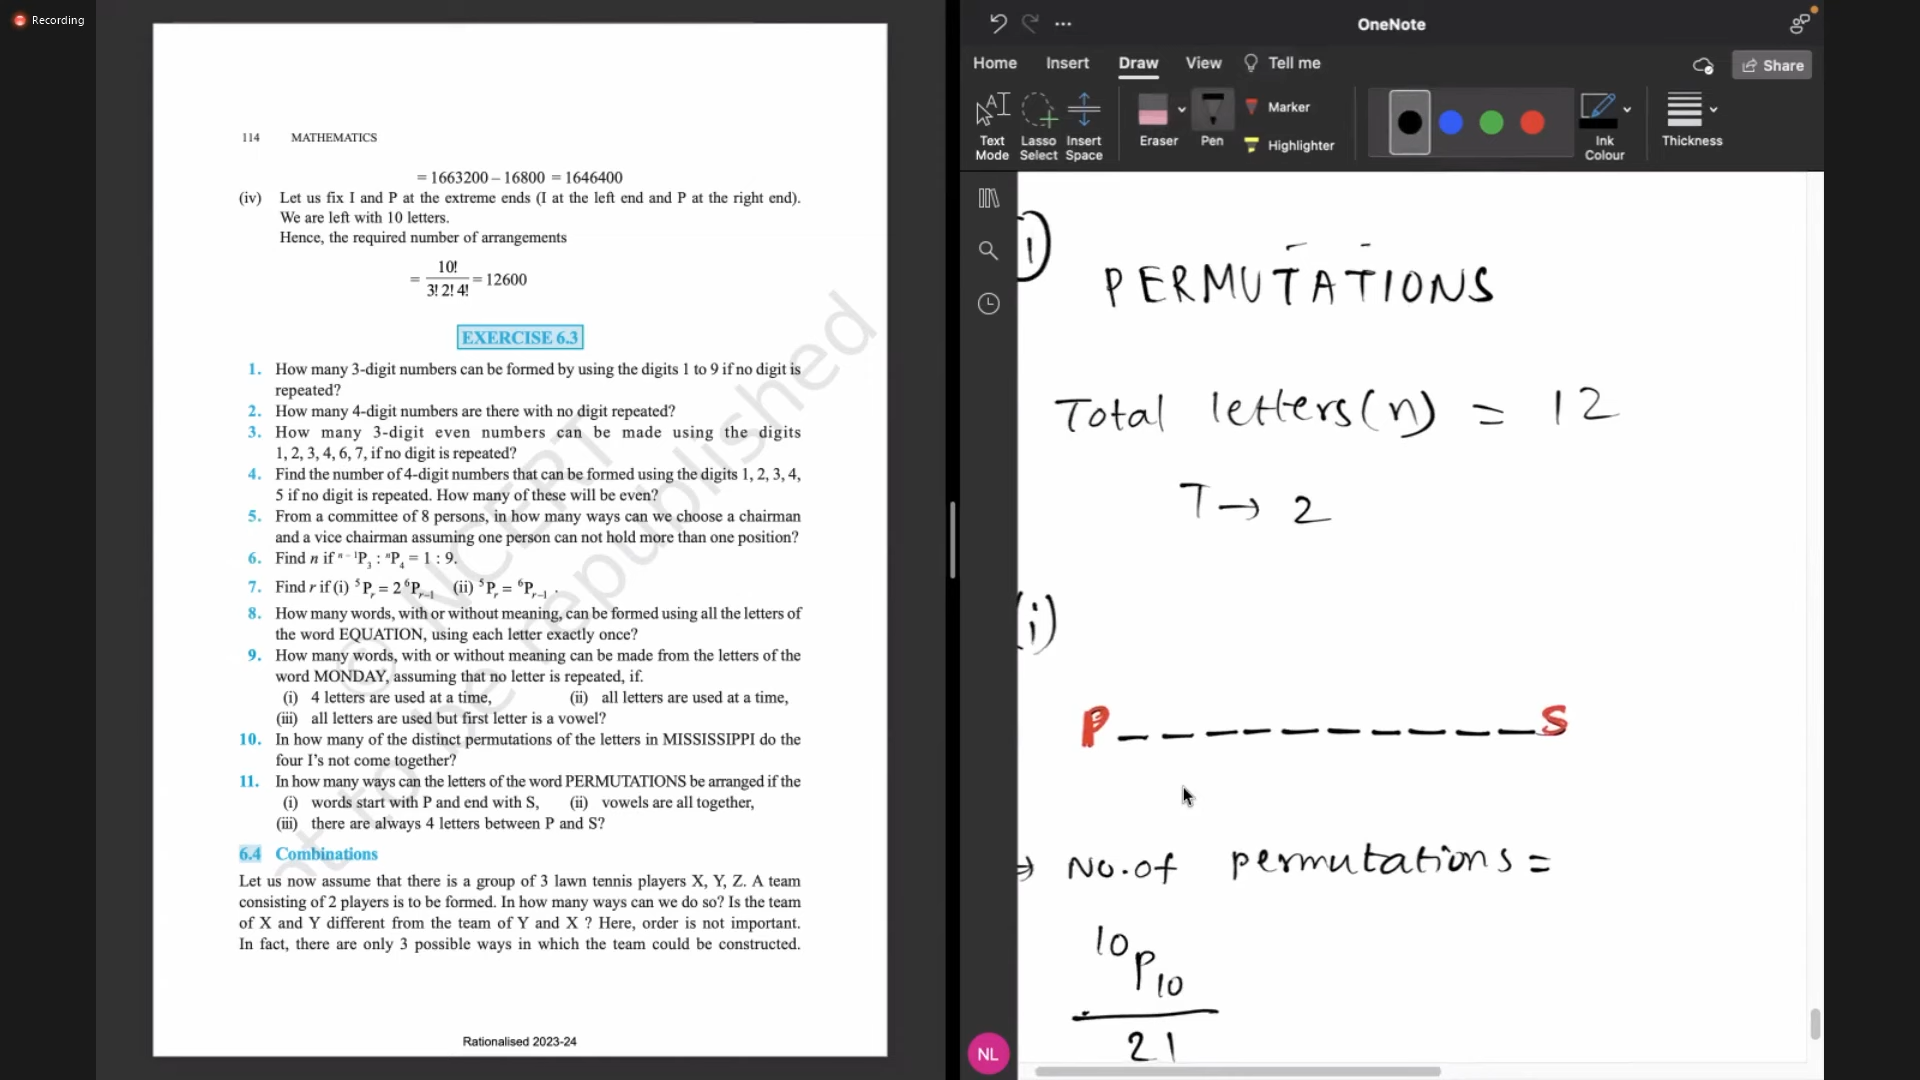 Recording
114 MATHEMATICS
= 1663200 – 16800 = 1646400
(iv) Let us fix I and P at the extreme ends (I at the left end and P at the right end).
We are left with 10 letters.
Hence, the required number of arrangements
= 10! / 3! 2! 4! = 12600
EXERCISE 6.3
1. How many 3-digit numbers can be formed by using the digits 1 to 9 if no digit is
repeated?
2. How many 4-digit numbers are there with no digit repeated?
3. How many 3-digit even numbers can be made using the digits
1, 2, 3, 4, 6, 7, if no digit is repeated?
4. Find the number of 4-digit numbers that can be formed using the digits 1, 2, 3, 4,
5 if no digit is repeated. How many of these will be even?
5. From a committee of 8 persons, in how many ways can we choose a chairman
and a vice chairman assuming one person can not hold more than one position?
6. Find n if ⁿ⁻¹P₃ : ⁿP₄ = 1 : 9.
7. Find r if (i) ⁵Pᵣ = 2 ⁶Pᵣ₋₁ (ii) ⁵Pᵣ = ⁶Pᵣ₋₁ .
8. How many words, with or without meaning, can be formed using all the letters of
the word EQUATION, using each letter exactly once?
9. How many words, with or without meaning can be made from the letters of the
word MONDAY, assuming that no letter is repeated, if.
(i) 4 letters are used at a time, (ii) all letters are used at a time,
(iii) all letters are used but first letter is a vowel?
10. In how many of the distinct permutations of the letters in MISSISSIPPI do the
four I’s not come together?
11. In how many ways can the letters of the word PERMUTATIONS be arranged if the
(i) words start with P and end with S, (ii) vowels are all together,
(iii) there are always 4 letters between P and S?
6.4 Combinations
Let us now assume that there is a group of 3 lawn tennis players X, Y, Z. A team
consisting of 2 players is to be formed. In how many ways can we do so? Is the team
of X and Y different from the team of Y and X ? Here, order is not important.
In fact, there are only 3 possible ways in which the team could be constructed.
Rationalised 2023-24
© NCERT
not to be republished
OneNote
Home Insert Draw View Tell me
Share
Text Mode
Lasso Select
Insert Space
Eraser
Pen
Marker
Highlighter
Ink Colour
Thickness
1)
PERMUTATIONS
Total letters(n) = 12
T → 2
(i)
P _ _ _ _ _ _ _ _ _ _ S
⇒ No. of permutations =
¹⁰P₁₀
2!
NL